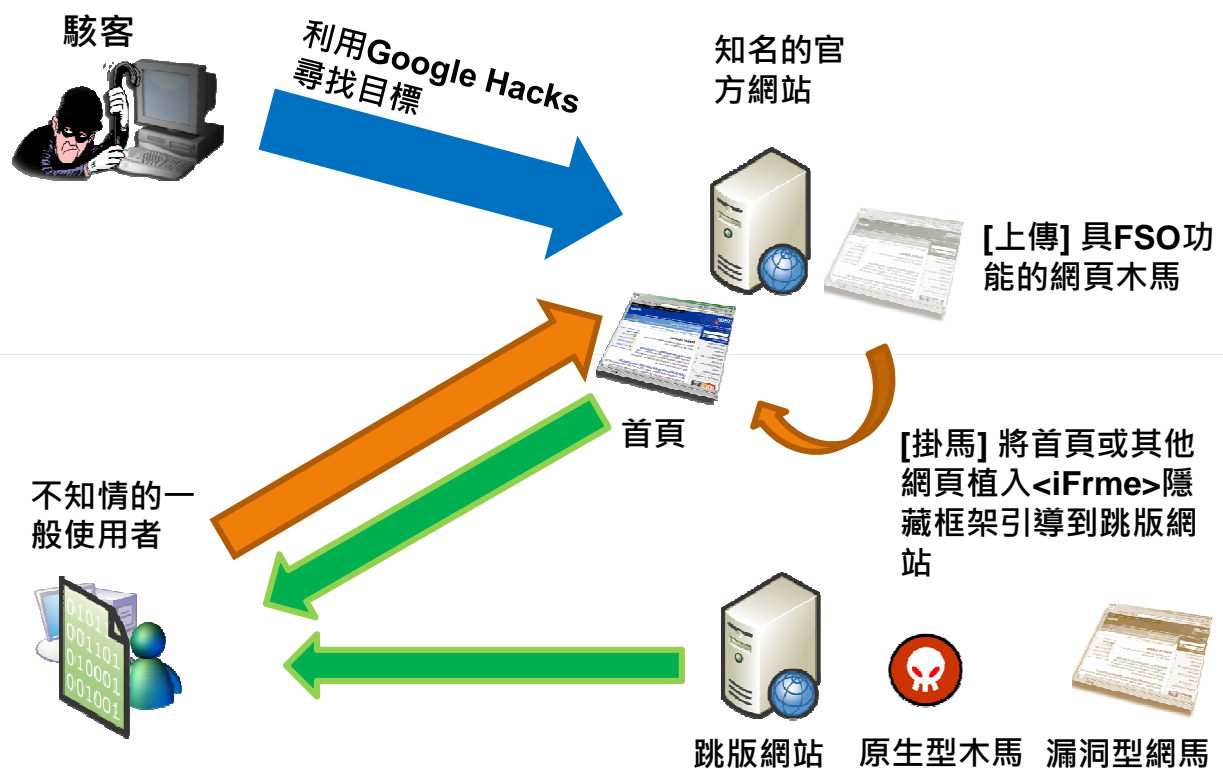 駭客
利用Google Hacks
尋找目標
知名的官
方網站
[上傳] 具FSO功
能的網頁木馬
首頁
[掛馬] 將首頁或其他
網頁植入<iFrme>隱
藏框架引導到跳版網
站
不知情的一
般使用者
0101
001101
010001
001001
跳版網站
原生型木馬
漏洞型網馬